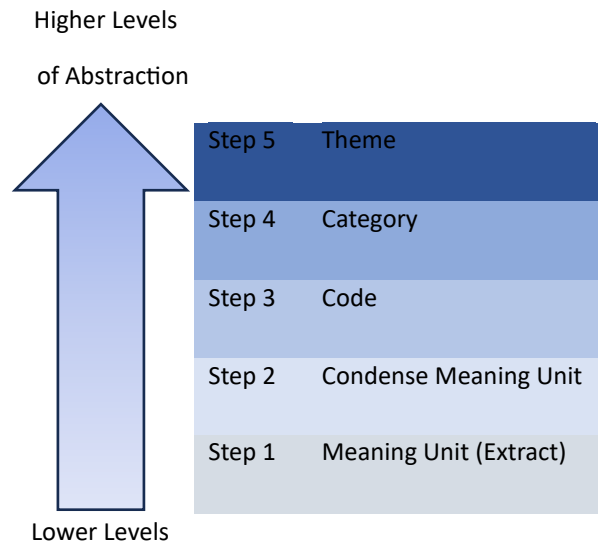 Higher Levels
of Abstraction
Step 5 Theme
Step 4 Category
Step 3 Code
Step 2 Condense Meaning Unit
Step 1 Meaning Unit (Extract)
Lower Levels